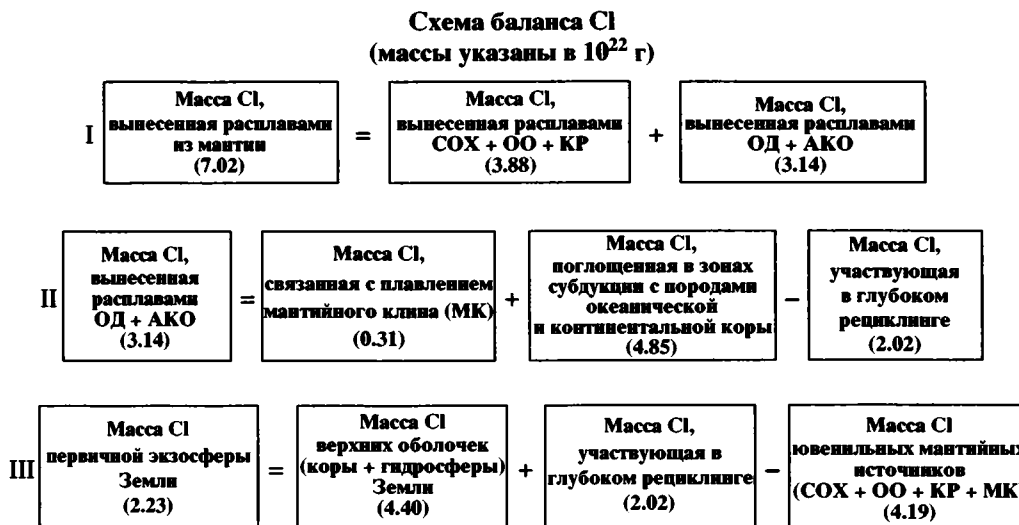 Схема баланса Cl
(массы указаны в 10²² г)
I
Масса Cl,
вынесенная расплавами
из мантии
(7.02)
=
Масса Cl,
вынесенная расплавами
СОХ + ОО + КР
(3.88)
+
Масса Cl,
вынесенная расплавами
ОД + АКО
(3.14)
II
Масса Cl,
вынесенная
расплавами
ОД + АКО
(3.14)
=
Масса Cl,
связанная с плавлением
мантийного клина (МК)
(0.31)
+
Масса Cl,
поглощенная в зонах
субдукции с породами
океанической
и континентальной коры
(4.85)
−
Масса Cl,
участвующая
в глубоком
рециклинге
(2.02)
III
Масса Cl
первичной экзосферы
Земли
(2.23)
=
Масса Cl
верхних оболочек
(коры + гидросферы)
Земли
(4.40)
+
Масса Cl,
участвующая в
глубоком рециклинге
(2.02)
−
Масса Cl
ювенильных мантийных
источников
(СОХ + ОО + КР + МК)
(4.19)